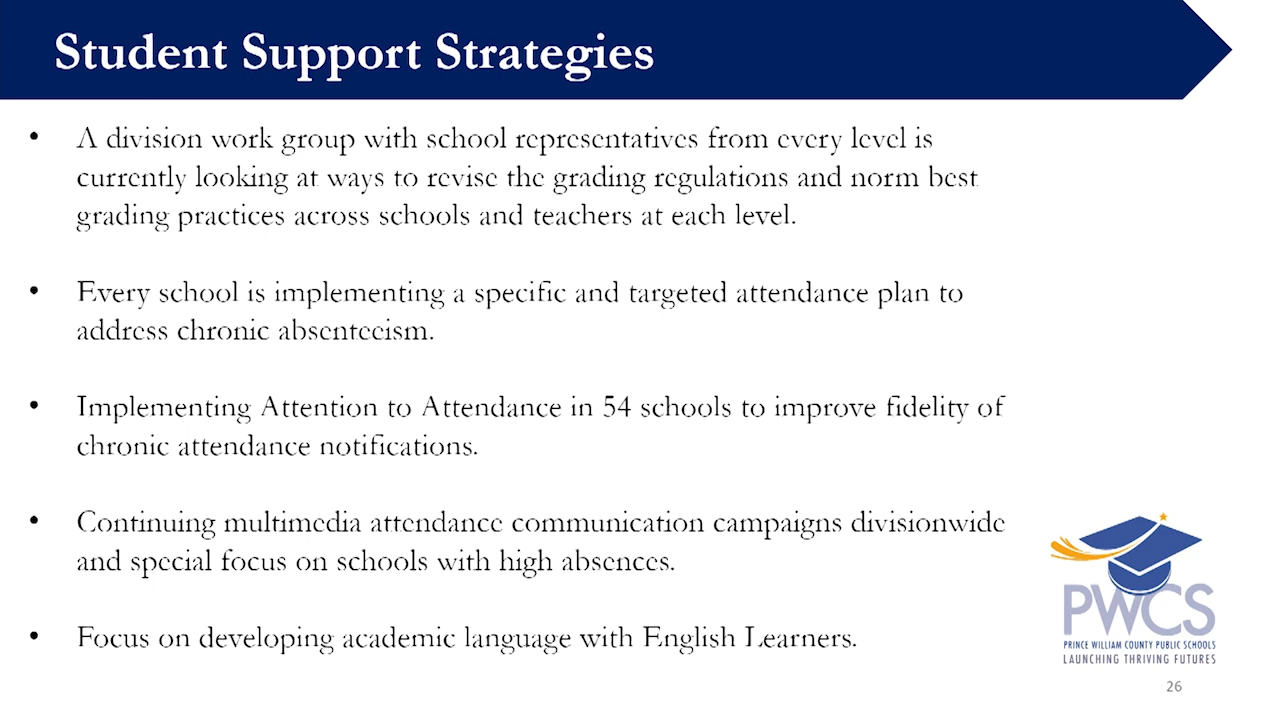 Student Support Strategies
• A division work group with school representatives from every level is
currently looking at ways to revise the grading regulations and norm best
grading practices across schools and teachers at each level.
• Every school is implementing a specific and targeted attendance plan to
address chronic absenteeism.
• Implementing Attention to Attendance in 54 schools to improve fidelity of
chronic attendance notifications.
• Continuing multimedia attendance communication campaigns divisionwide
and special focus on schools with high absences.
• Focus on developing academic language with English Learners.
PWCS
PRINCE WILLIAM COUNTY PUBLIC SCHOOLS
LAUNCHING THRIVING FUTURES
26